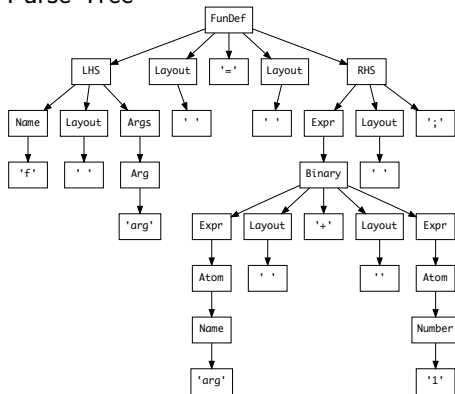 Parse Tree
FunDef
LHS Layout '=' Layout RHS
Name Layout Args ' ' ' ' Expr Layout ';'
'f' ' ' Arg Binary ' '
'arg' Expr Layout '+' Layout Expr
Atom ' ' '' Atom
Name Number
'arg' '1'